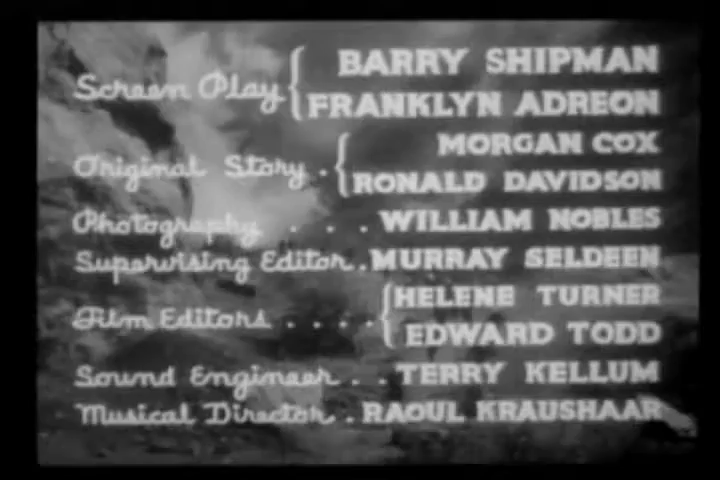 Screen Play { BARRY SHIPMAN
FRANKLYN ADREON
Original Story . { MORGAN COX
RONALD DAVIDSON
Photography . . . WILLIAM NOBLES
Supervising Editor . MURRAY SELDEEN
Film Editors . . . . { HELENE TURNER
EDWARD TODD
Sound Engineer . . TERRY KELLUM
Musical Director . RAOUL KRAUSHAAR